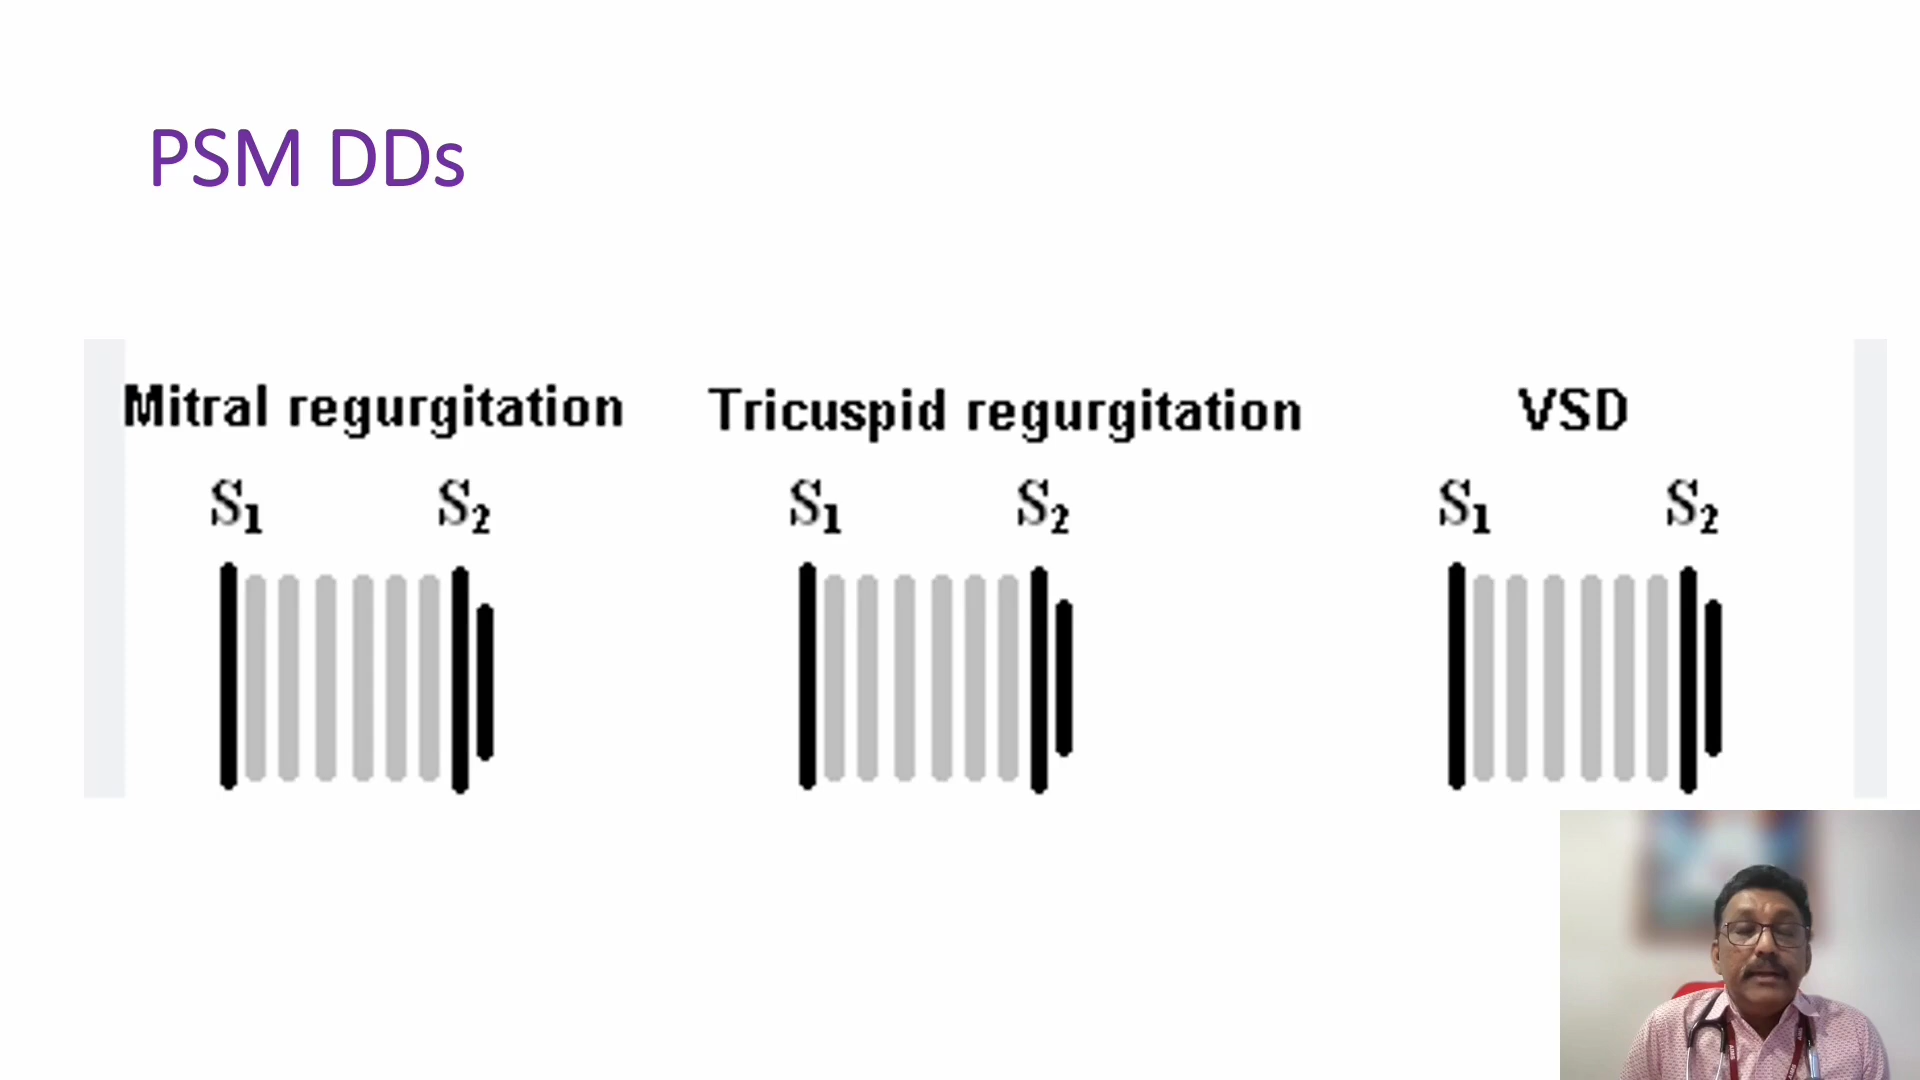 PSM DDs
Mitral regurgitation Tricuspid regurgitation VSD
S₁ S₂ S₁ S₂ S₁ S₂